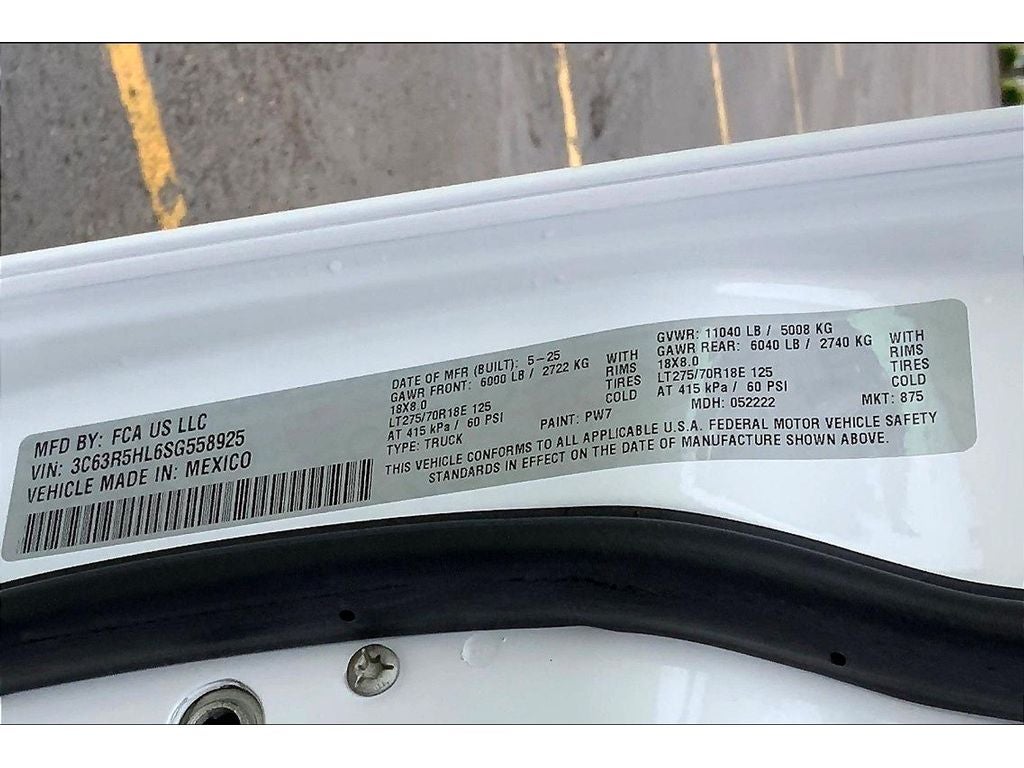 MFD BY: FCA US LLC
VIN: 3C63R5HL6SG558925
VEHICLE MADE IN: MEXICO
DATE OF MFR (BUILT): 5-25
GAWR FRONT: 6000 LB / 2722 KG WITH
18X8.0 RIMS
LT275/70R18E 125 TIRES
AT 415 kPa / 60 PSI COLD
TYPE: TRUCK PAINT: PW7
GVWR: 11040 LB / 5008 KG
GAWR REAR: 6040 LB / 2740 KG WITH
18X8.0 RIMS
LT275/70R18E 125 TIRES
AT 415 kPa / 60 PSI COLD
MDH: 052222 MKT: 875
THIS VEHICLE CONFORMS TO ALL APPLICABLE U.S.A. FEDERAL MOTOR VEHICLE SAFETY
STANDARDS IN EFFECT ON THE DATE OF MANUFACTURE SHOWN ABOVE.